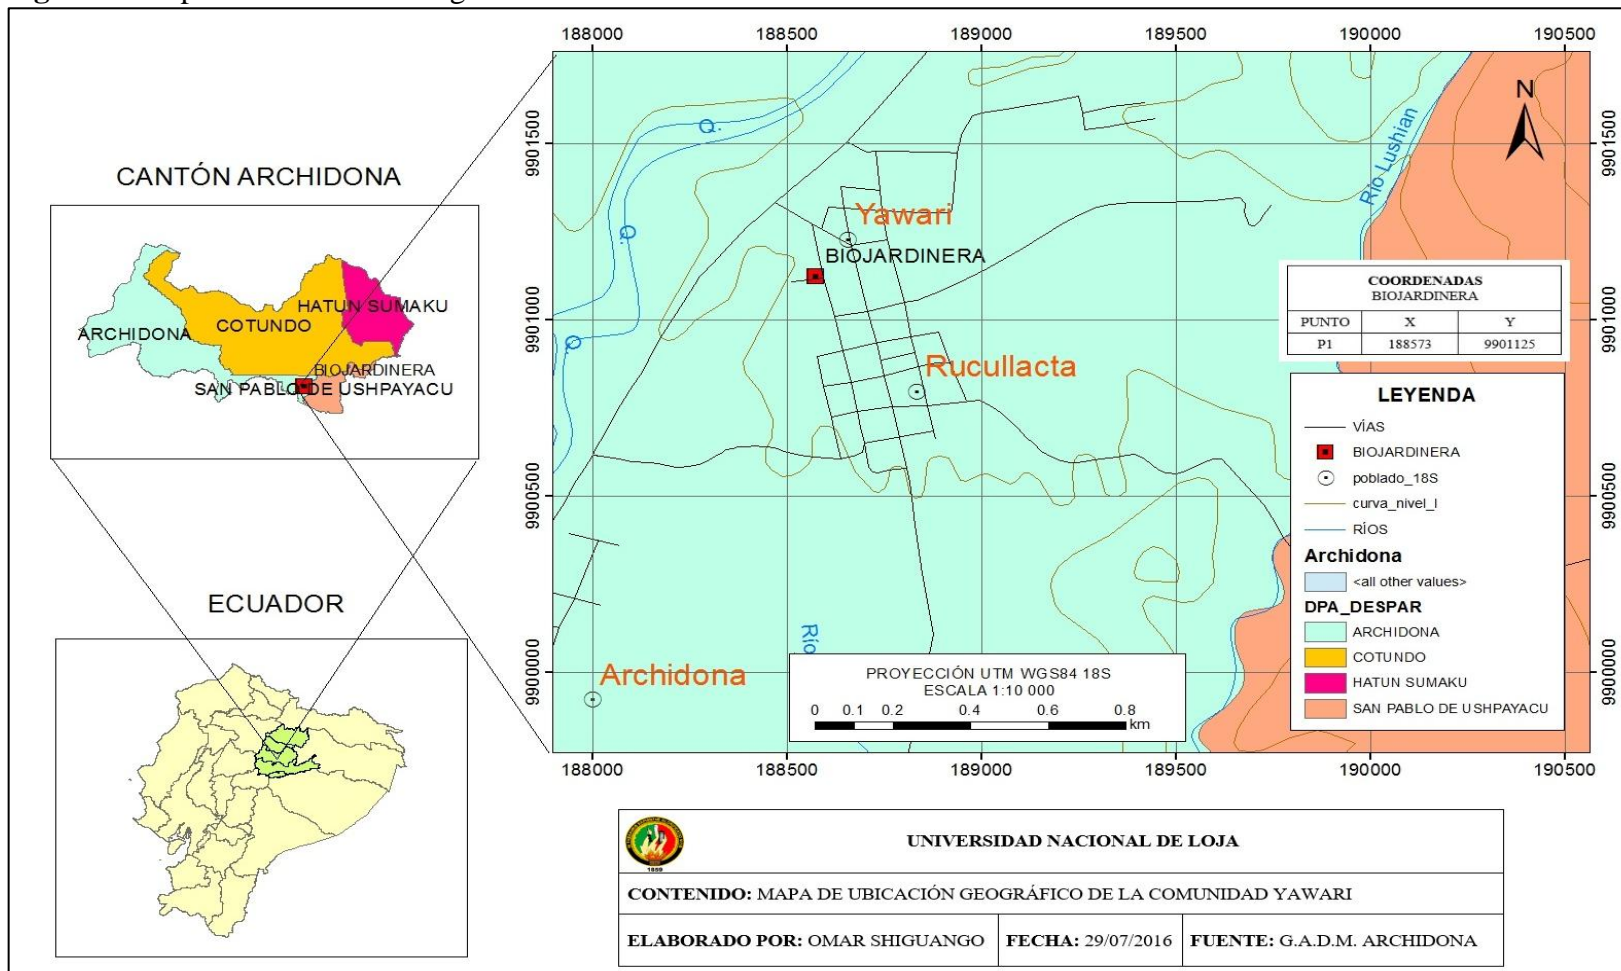 188000 188500 189000 189500 190000 190500
CANTÓN ARCHIDONA
ARCHIDONA
COTUNDO
HATUN SUMAKU
BIOJARDINERA
SAN PABLO DE USHPAYACU
ECUADOR
9901500
9901000
9900500
9900000
Q.
Q.
Q.
Yawari
BIOJARDINERA
Rucullacta
Archidona
Río
Río Lushian
N
9901500
9901000
9900500
9900000
COORDENADAS
BIOJARDINERA
PUNTO X Y
P1 188573 9901125
LEYENDA
VÍAS
BIOJARDINERA
poblado_18S
curva_nivel_l
RÍOS
Archidona
<all other values>
DPA_DESPAR
ARCHIDONA
COTUNDO
HATUN SUMAKU
SAN PABLO DE USHPAYACU
PROYECCIÓN UTM WGS84 18S
ESCALA 1:10 000
0 0.1 0.2 0.4 0.6 0.8
km
188000 188500 189000 189500 190000 190500
1859
UNIVERSIDAD NACIONAL DE LOJA
CONTENIDO: MAPA DE UBICACIÓN GEOGRÁFICO DE LA COMUNIDAD YAWARI
ELABORADO POR: OMAR SHIGUANGO FECHA: 29/07/2016 FUENTE: G.A.D.M. ARCHIDONA